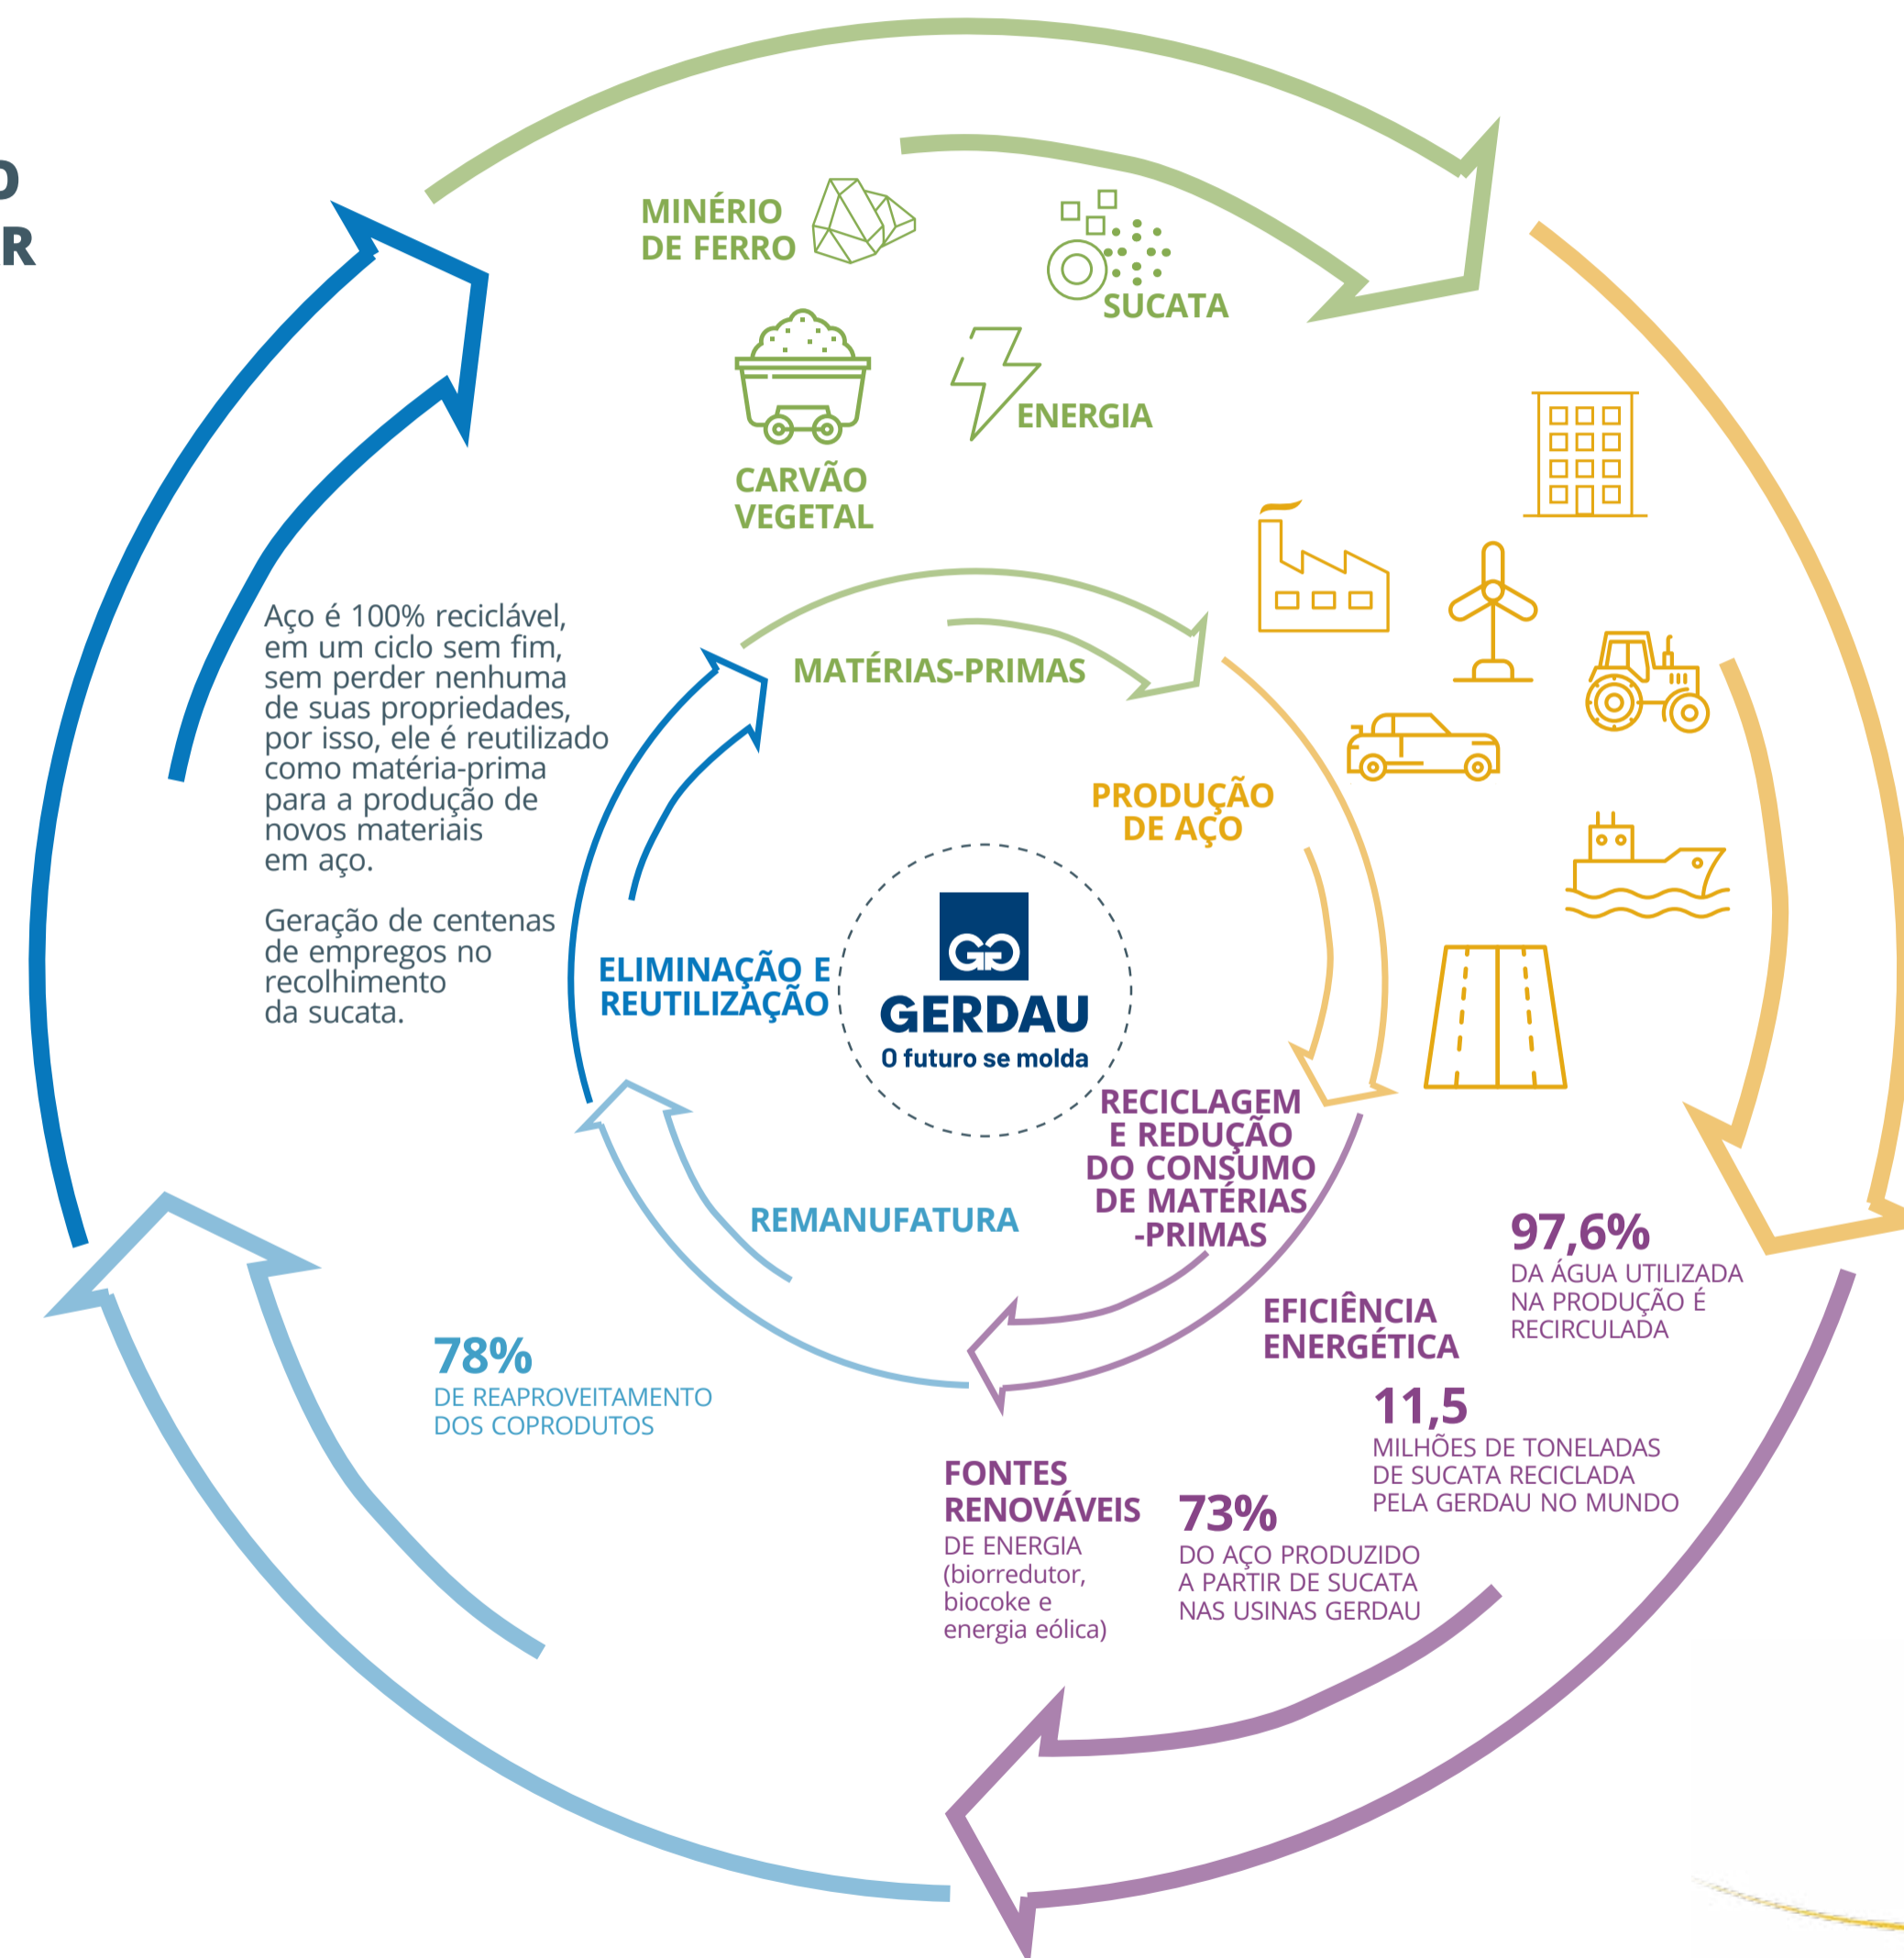 O
R
MINÉRIO
DE FERRO
SUCATA
CARVÃO
VEGETAL
ENERGIA
MATÉRIAS-PRIMAS
PRODUÇÃO
DE AÇO
Aço é 100% reciclável,
em um ciclo sem fim,
sem perder nenhuma
de suas propriedades,
por isso, ele é reutilizado
como matéria-prima
para a produção de
novos materiais
em aço.
Geração de centenas
de empregos no
recolhimento
da sucata.
ELIMINAÇÃO E
REUTILIZAÇÃO
GERDAU
O futuro se molda
RECICLAGEM
E REDUÇÃO
DO CONSUMO
DE MATÉRIAS
-PRIMAS
REMANUFATURA
97,6%
DA ÁGUA UTILIZADA
NA PRODUÇÃO É
RECIRCULADA
EFICIÊNCIA
ENERGÉTICA
78%
DE REAPROVEITAMENTO
DOS COPRODUTOS
11,5
MILHÕES DE TONELADAS
DE SUCATA RECICLADA
PELA GERDAU NO MUNDO
FONTES
RENOVÁVEIS
DE ENERGIA
(biorredutor,
biocoke e
energia eólica)
73%
DO AÇO PRODUZIDO
A PARTIR DE SUCATA
NAS USINAS GERDAU